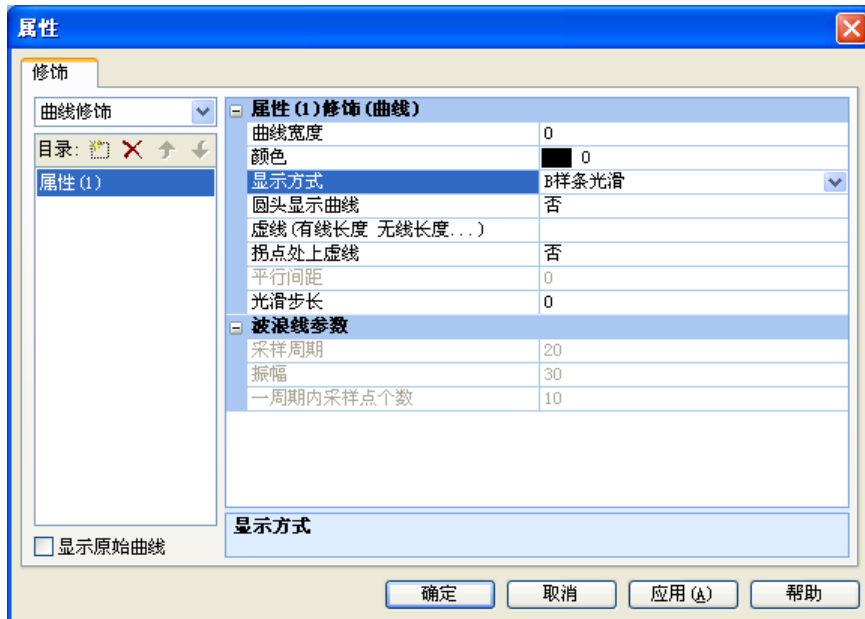 属性
修饰
曲线修饰
目录:
属性(1)
显示原始曲线
属性(1)修饰(曲线)
曲线宽度 0
颜色 0
显示方式 B样条光滑
圆头显示曲线 否
虚线(有线长度 无线长度...)
拐点处上虚线 否
平行间距 0
光滑步长 0
波浪线参数
采样周期 20
振幅 30
一周期内采样点个数 10
显示方式
确定 取消 应用(A) 帮助